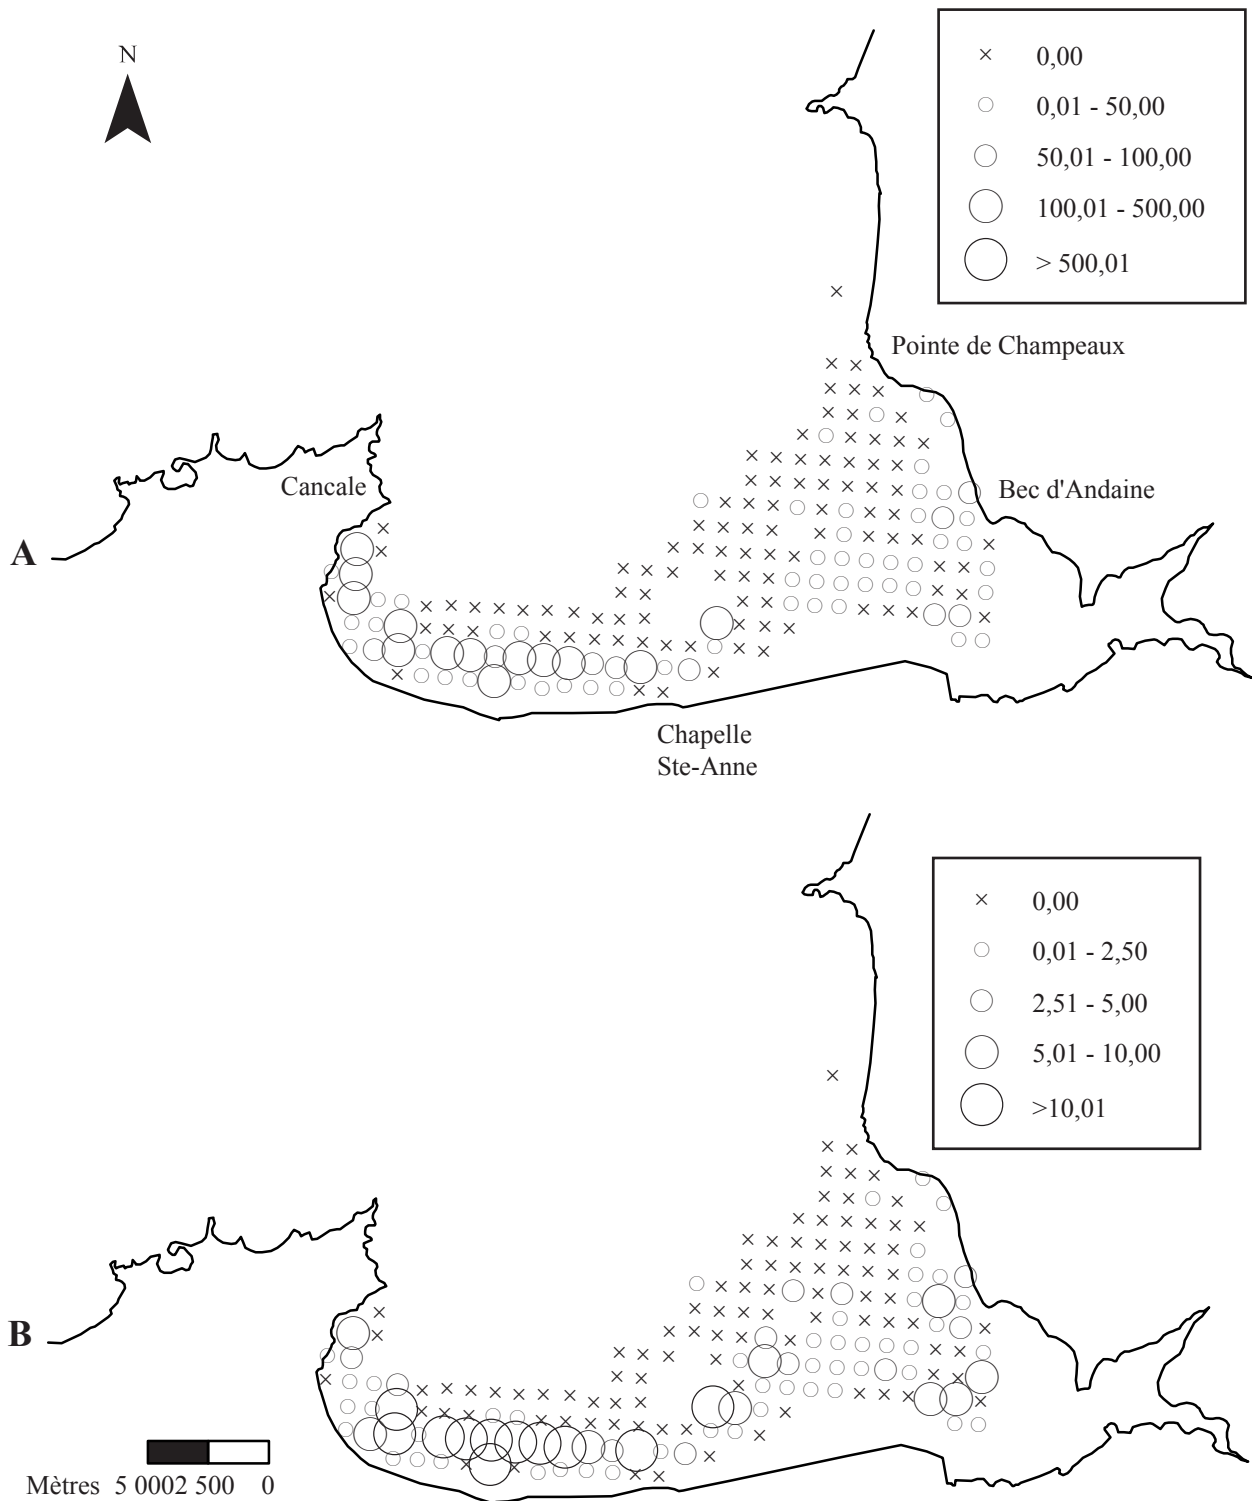 N
0,00
0,01 - 50,00
50,01 - 100,00
100,01 - 500,00
> 500,01
Pointe de Champeaux
Cancale
Bec d'Andaine
A
Chapelle
Ste-Anne
0,00
0,01 - 2,50
2,51 - 5,00
5,01 - 10,00
>10,01
B
Mètres 5 0002 500 0